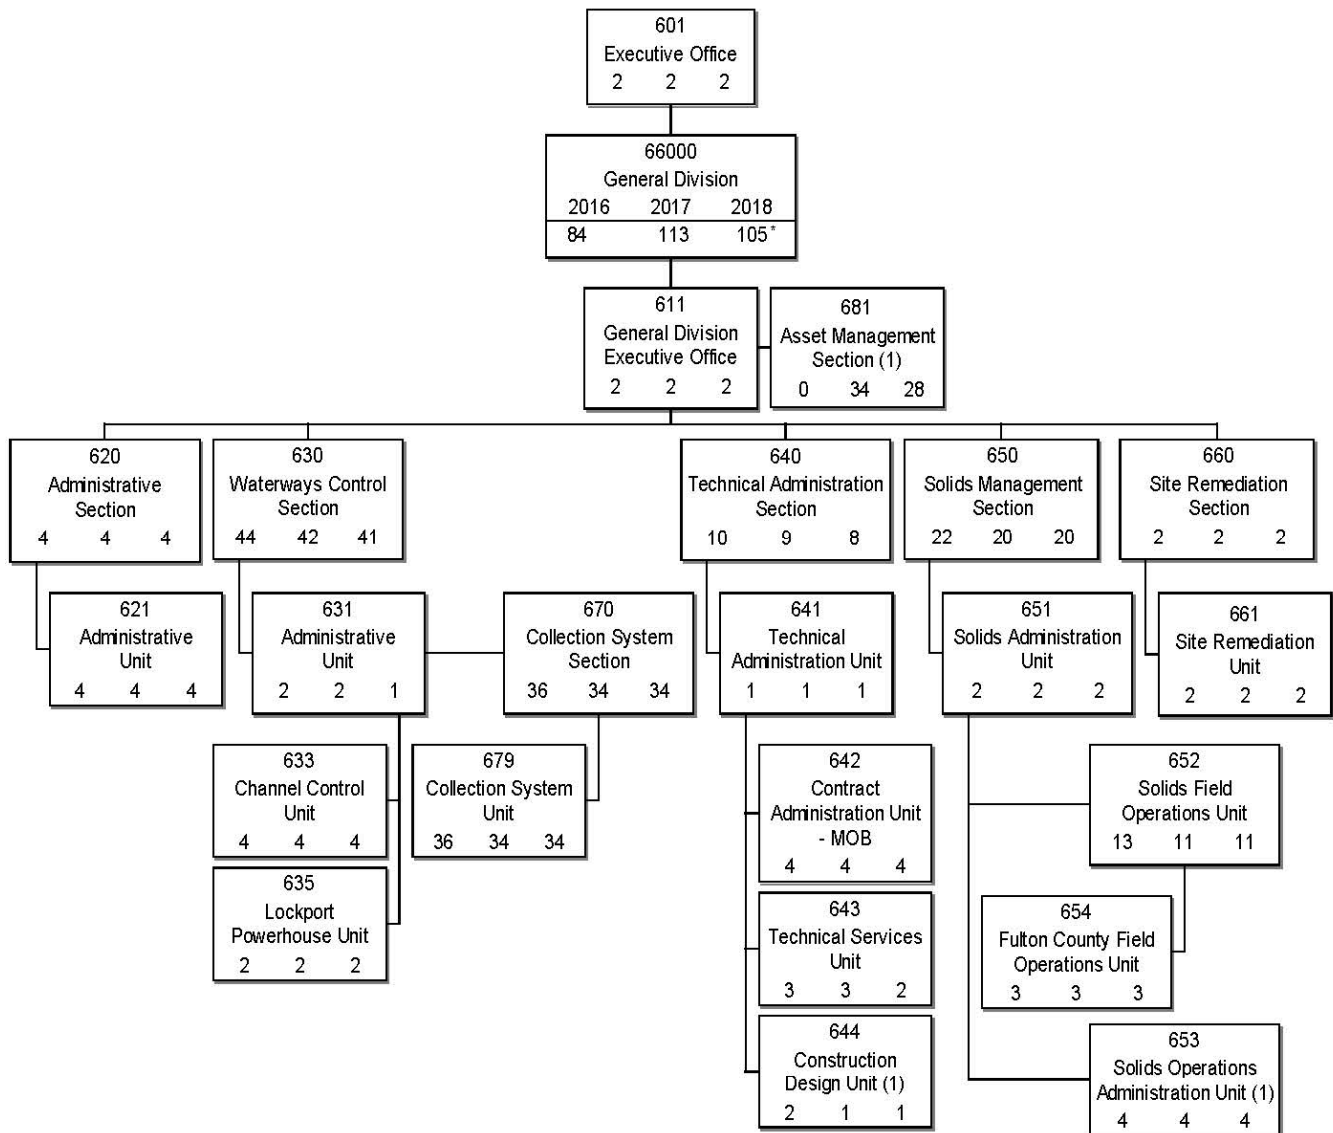 601
Executive Office
2 2 2
66000
General Division
2016 2017 2018
84 113 105*
611
General Division
Executive Office
2 2 2
681
Asset Management
Section (1)
0 34 28
620
Administrative
Section
4 4 4
630
Waterways Control
Section
44 42 41
640
Technical Administration
Section
10 9 8
650
Solids Management
Section
22 20 20
660
Site Remediation
Section
2 2 2
621
Administrative
Unit
4 4 4
631
Administrative
Unit
2 2 1
670
Collection System
Section
36 34 34
641
Technical
Administration Unit
1 1 1
651
Solids Administration
Unit
2 2 2
661
Site Remediation
Unit
2 2 2
633
Channel Control
Unit
4 4 4
679
Collection System
Unit
36 34 34
642
Contract
Administration Unit
- MOB
4 4 4
652
Solids Field
Operations Unit
13 11 11
635
Lockport
Powerhouse Unit
2 2 2
643
Technical Services
Unit
3 3 2
654
Fulton County Field
Operations Unit
3 3 3
644
Construction
Design Unit (1)
2 1 1
653
Solids Operations
Administration Unit (1)
4 4 4